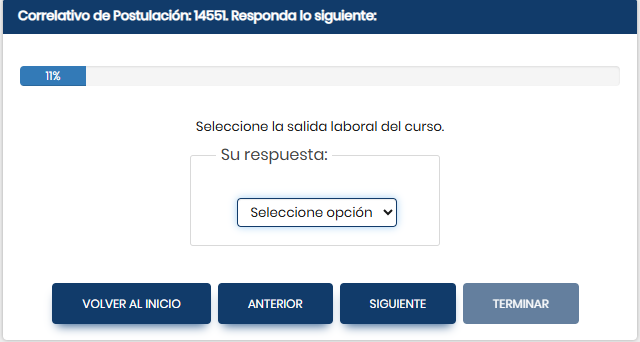 Correlativo de Postulación: 14551. Responda lo siguiente:
11%
Seleccione la salida laboral del curso.
Su respuesta:
Seleccione opción
VOLVER AL INICIO
ANTERIOR
SIGUIENTE
TERMINAR